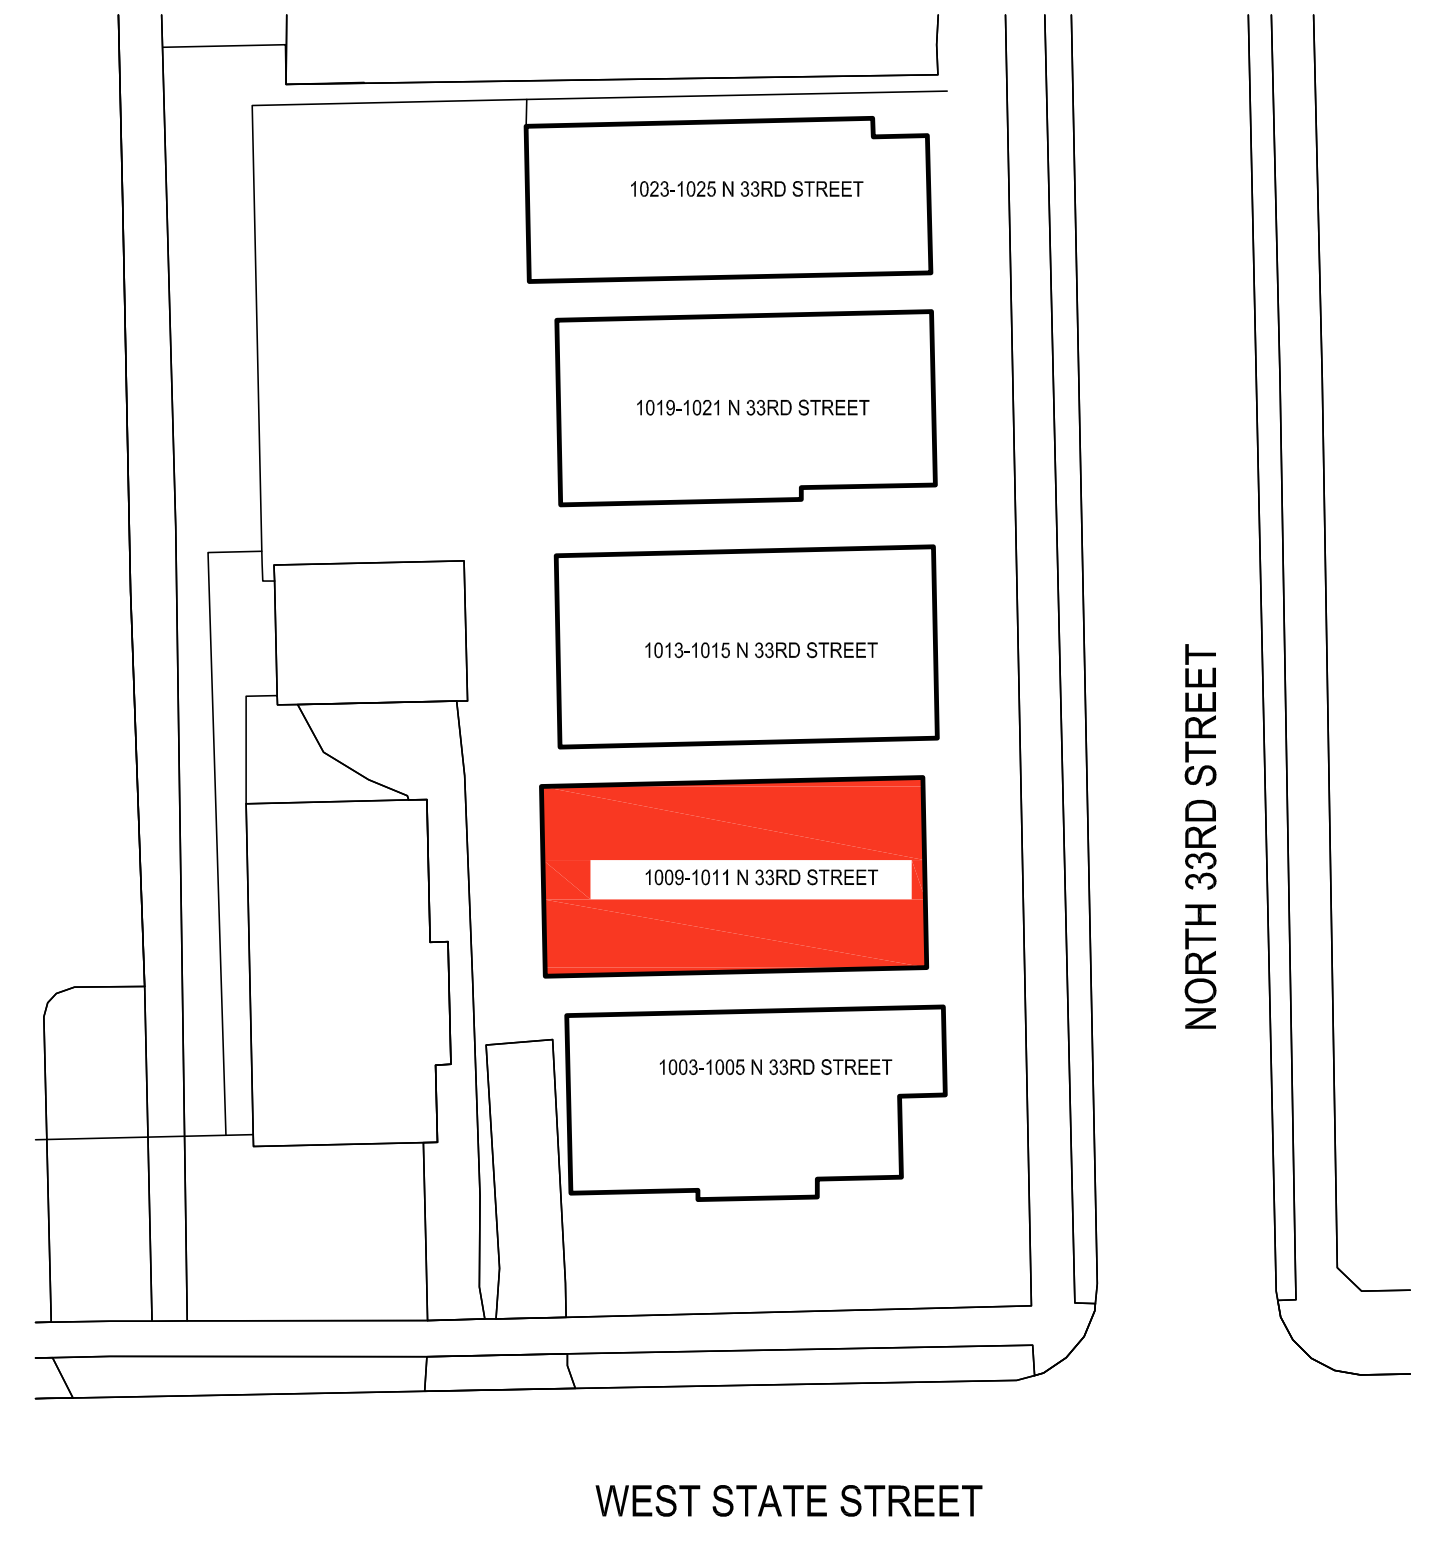 1023-1025 N 33RD STREET
1019-1021 N 33RD STREET
1013-1015 N 33RD STREET
1009-1011 N 33RD STREET
1003-1005 N 33RD STREET
NORTH 33RD STREET
WEST STATE STREET